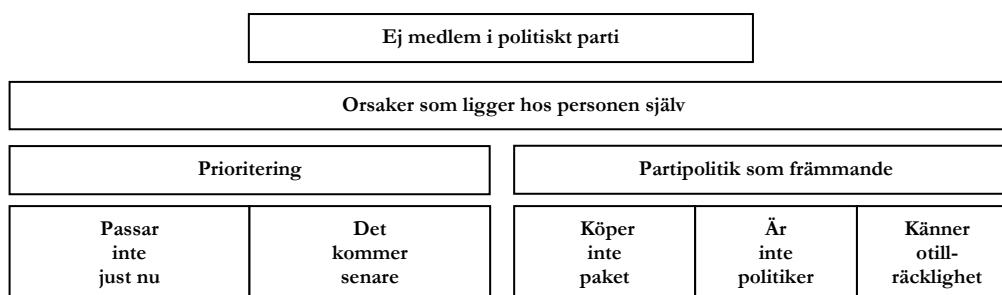 Ej medlem i politiskt parti
Orsaker som ligger hos personen själv
Prioritering
Partipolitik som främmande
Passar
inte
just nu
Det
kommer
senare
Köper
inte
paket
Är
inte
politiker
Känner
otill-
räcklighet